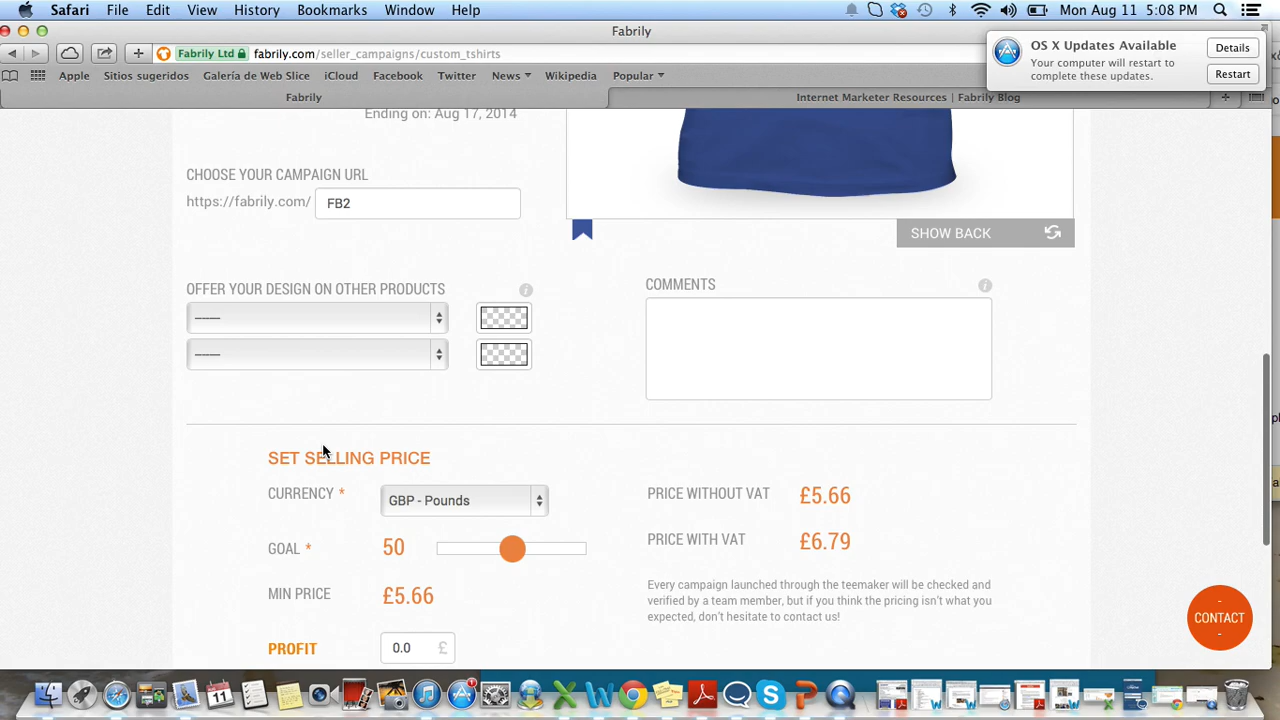 Safari File Edit View History Bookmarks Window Help
Mon Aug 11 5:08 PM
Fabrily
Fabrily Ltd fabrily.com/seller_campaigns/custom_tshirts
OS X Updates Available
Your computer will restart to
complete these updates.
Details
Restart
Apple Sitios sugeridos Galería de Web Slice iCloud Facebook Twitter News Wikipedia Popular
Fabrily
Internet Marketer Resources | Fabrily Blog
Ending on: Aug 17, 2014
CHOOSE YOUR CAMPAIGN URL
https://fabrily.com/ FB2
SHOW BACK
OFFER YOUR DESIGN ON OTHER PRODUCTS
COMMENTS
SET SELLING PRICE
CURRENCY * GBP - Pounds
PRICE WITHOUT VAT £5.66
GOAL * 50
PRICE WITH VAT £6.79
MIN PRICE £5.66
Every campaign launched through the teemaker will be checked and
verified by a team member, but if you think the pricing isn't what you
expected, don't hesitate to contact us!
PROFIT 0.0 £
CONTACT